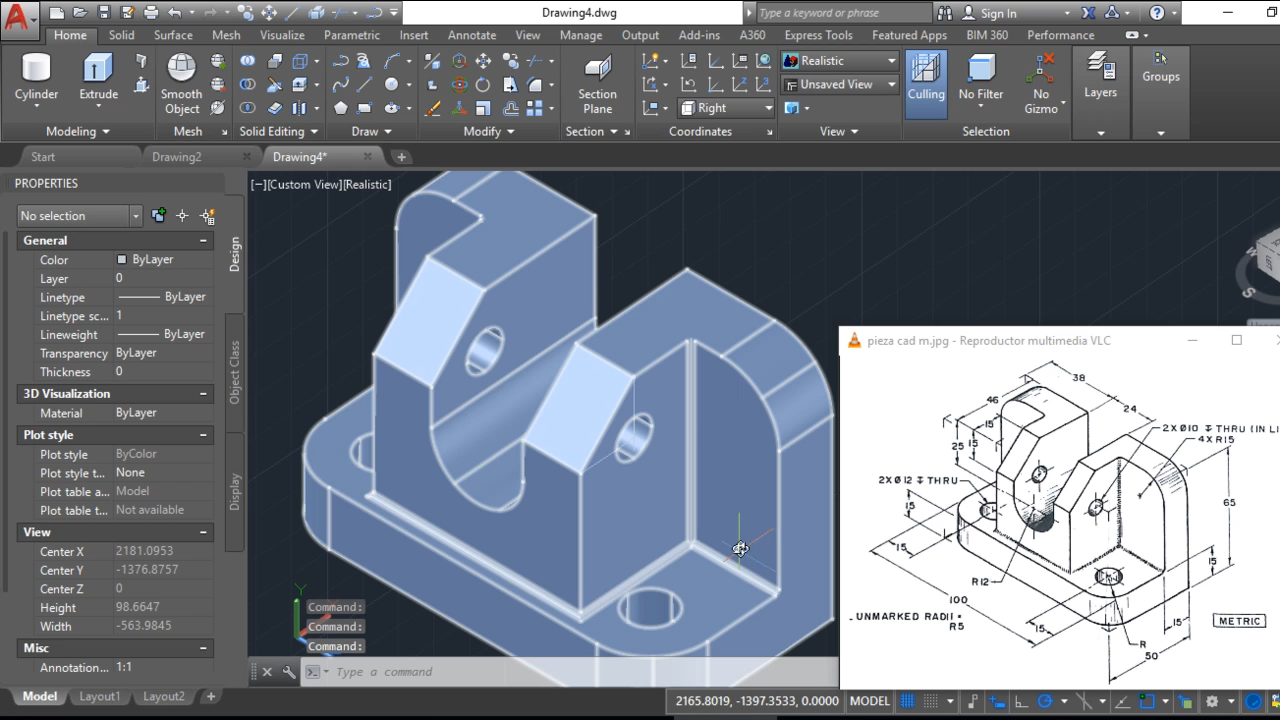 Drawing4.dwg
Type a keyword or phrase
Sign In
Home Solid Surface Mesh Visualize Parametric Insert Annotate View Manage Output Add-ins A360 Express Tools Featured Apps BIM 360 Performance
Cylinder
Extrude
Smooth
Object
Section
Plane
Realistic
Unsaved View
Right
Culling
No Filter
No
Gizmo
Layers
Groups
Modeling
Mesh
Solid Editing
Draw
Modify
Section
Coordinates
View
Selection
Start
Drawing2
Drawing4*
PROPERTIES
No selection
General
Color ByLayer
Layer 0
Linetype ByLayer
Linetype sc... 1
Lineweight ByLayer
Transparency ByLayer
Thickness 0
3D Visualization
Material ByLayer
Plot style
Plot style ByColor
Plot style t... None
Plot table a... Model
Plot table t... Not available
View
Center X 2181.0953
Center Y -1376.8757
Center Z 0
Height 98.6647
Width -563.9845
Misc
Annotation... 1:1
Design
Object Class
Display
[−][Custom View][Realistic]
LEFT
W
S
Y
Command:
Command:
Command:
Type a command
pieza cad m.jpg - Reproductor multimedia VLC
38
46
24
15
25
15
2X Ø10 ↧ THRU (IN LI
4X R15
2X Ø12 ↧ THRU
65
15
15
15
R12
100
UNMARKED RADII =
R5
METRIC
15
15
R
50
Model Layout1 Layout2
2165.8019, -1397.3533, 0.0000 MODEL